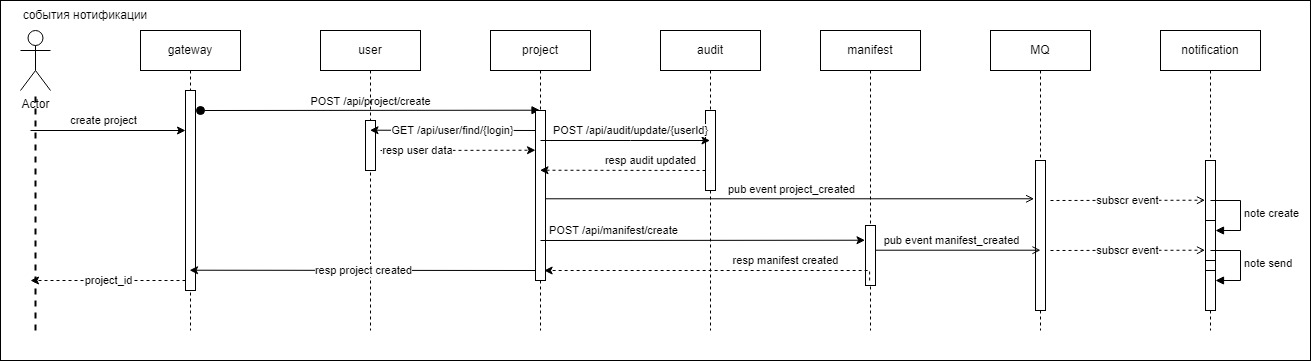 события нотификации
gateway
user
project
audit
manifest
MQ
notification
Actor
POST /api/project/create
create project
GET /api/user/find/{login}
POST /api/audit/update/{userId}
resp user data
resp audit updated
pub event project_created
subscr event
note create
POST /api/manifest/create
pub event manifest_created
subscr event
resp manifest created
note send
resp project created
project_id